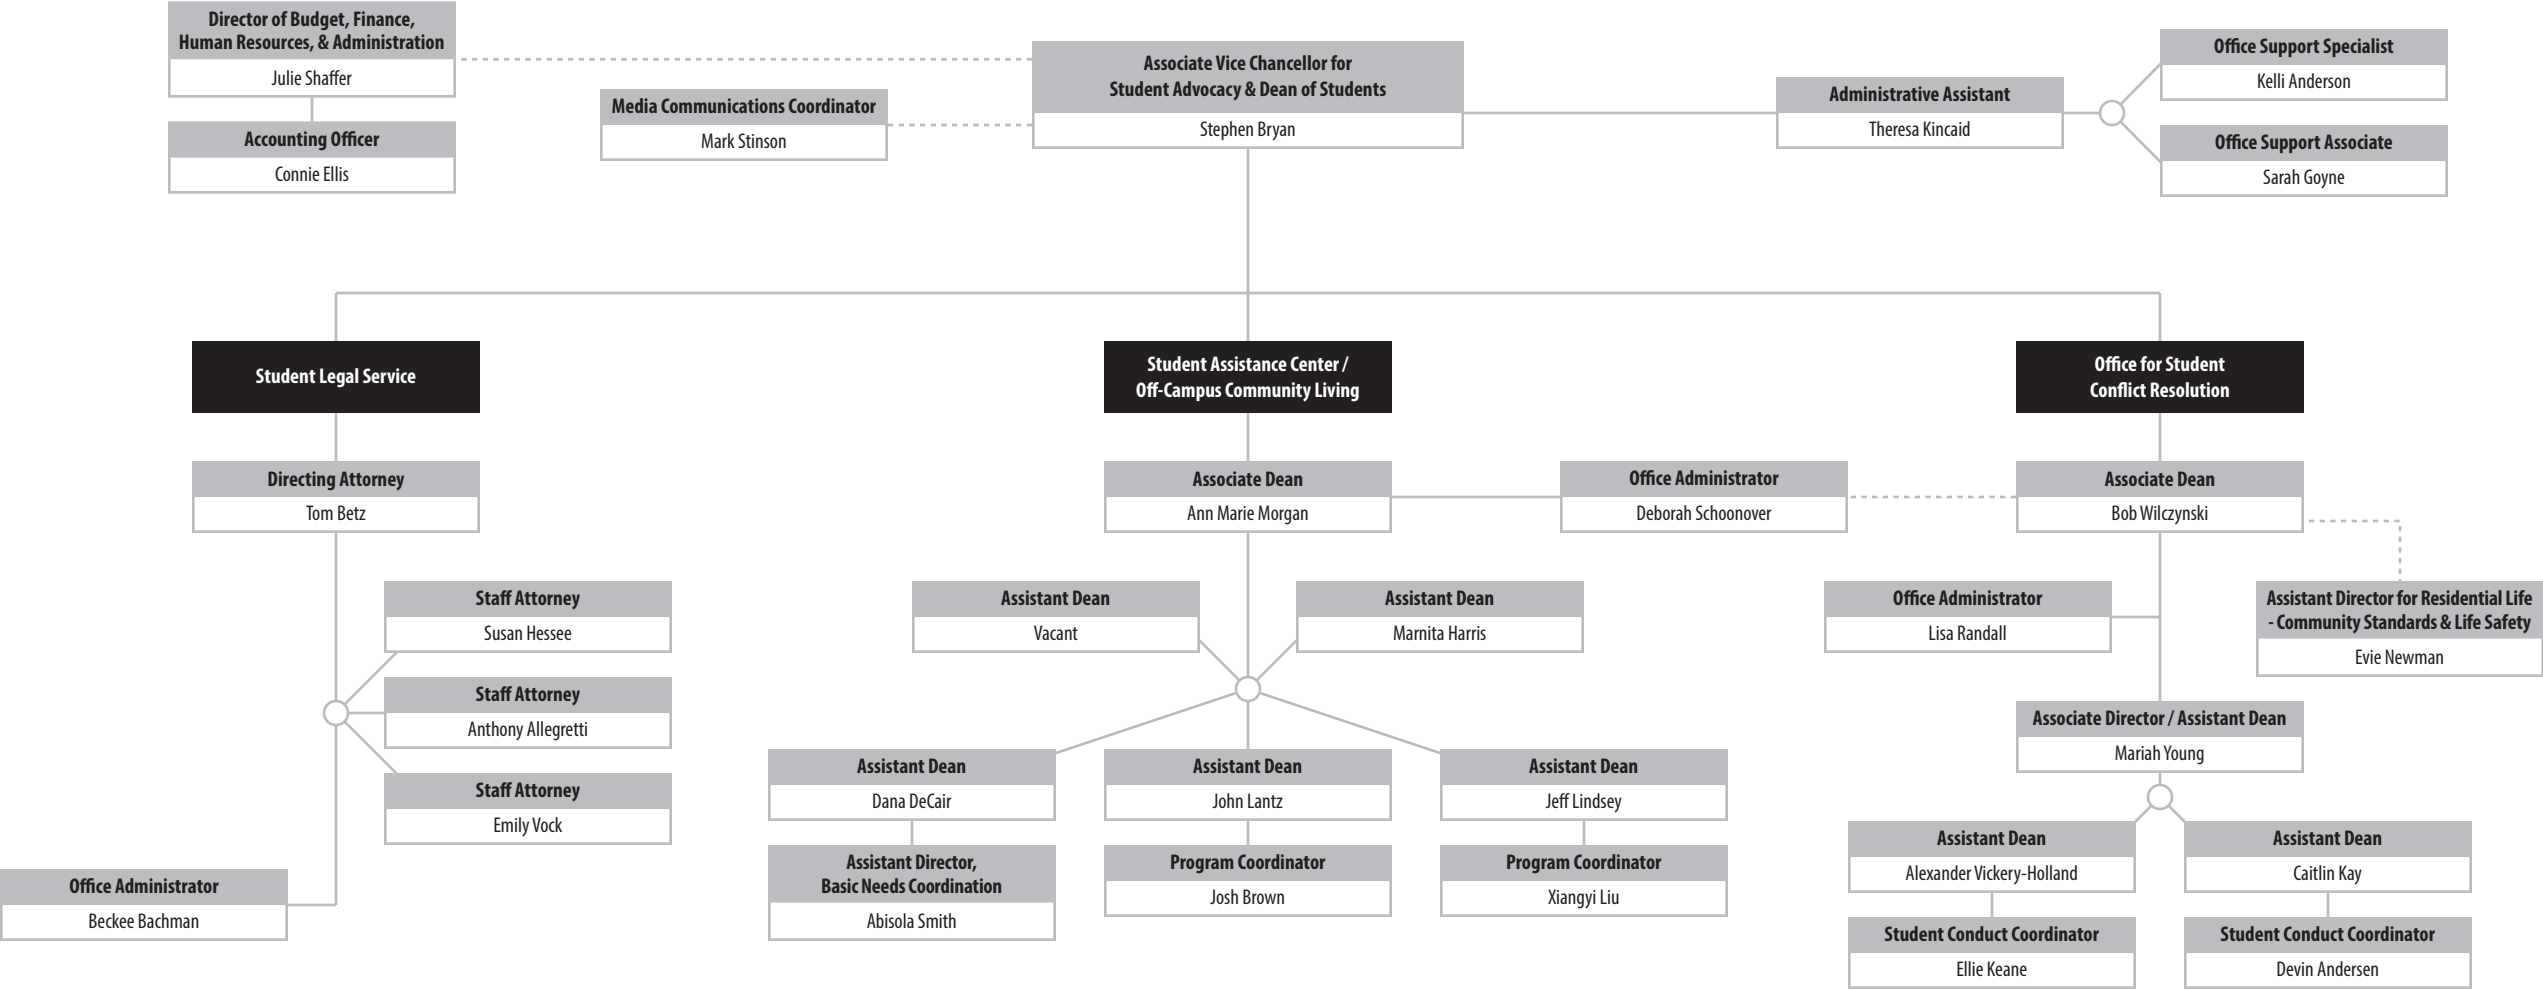 Director of Budget, Finance,
Human Resources, & Administration
Julie Shaffer
Accounting Officer
Connie Ellis
Media Communications Coordinator
Mark Stinson
Associate Vice Chancellor for
Student Advocacy & Dean of Students
Stephen Bryan
Administrative Assistant
Theresa Kincaid
Office Support Specialist
Kelli Anderson
Office Support Associate
Sarah Goyne
Student Legal Service
Directing Attorney
Tom Betz
Staff Attorney
Susan Hessee
Staff Attorney
Anthony Allegretti
Staff Attorney
Emily Vock
Office Administrator
Beckee Bachman
Student Assistance Center /
Off-Campus Community Living
Associate Dean
Ann Marie Morgan
Office Administrator
Deborah Schoonover
Assistant Dean
Vacant
Assistant Dean
Marnita Harris
Assistant Dean
Dana DeCair
Assistant Director,
Basic Needs Coordination
Abisola Smith
Assistant Dean
John Lantz
Program Coordinator
Josh Brown
Assistant Dean
Jeff Lindsey
Program Coordinator
Xiangyi Liu
Office for Student
Conflict Resolution
Associate Dean
Bob Wilczynski
Office Administrator
Lisa Randall
Assistant Director for Residential Life
- Community Standards & Life Safety
Evie Newman
Associate Director / Assistant Dean
Mariah Young
Assistant Dean
Alexander Vickery-Holland
Student Conduct Coordinator
Ellie Keane
Assistant Dean
Caitlin Kay
Student Conduct Coordinator
Devin Andersen